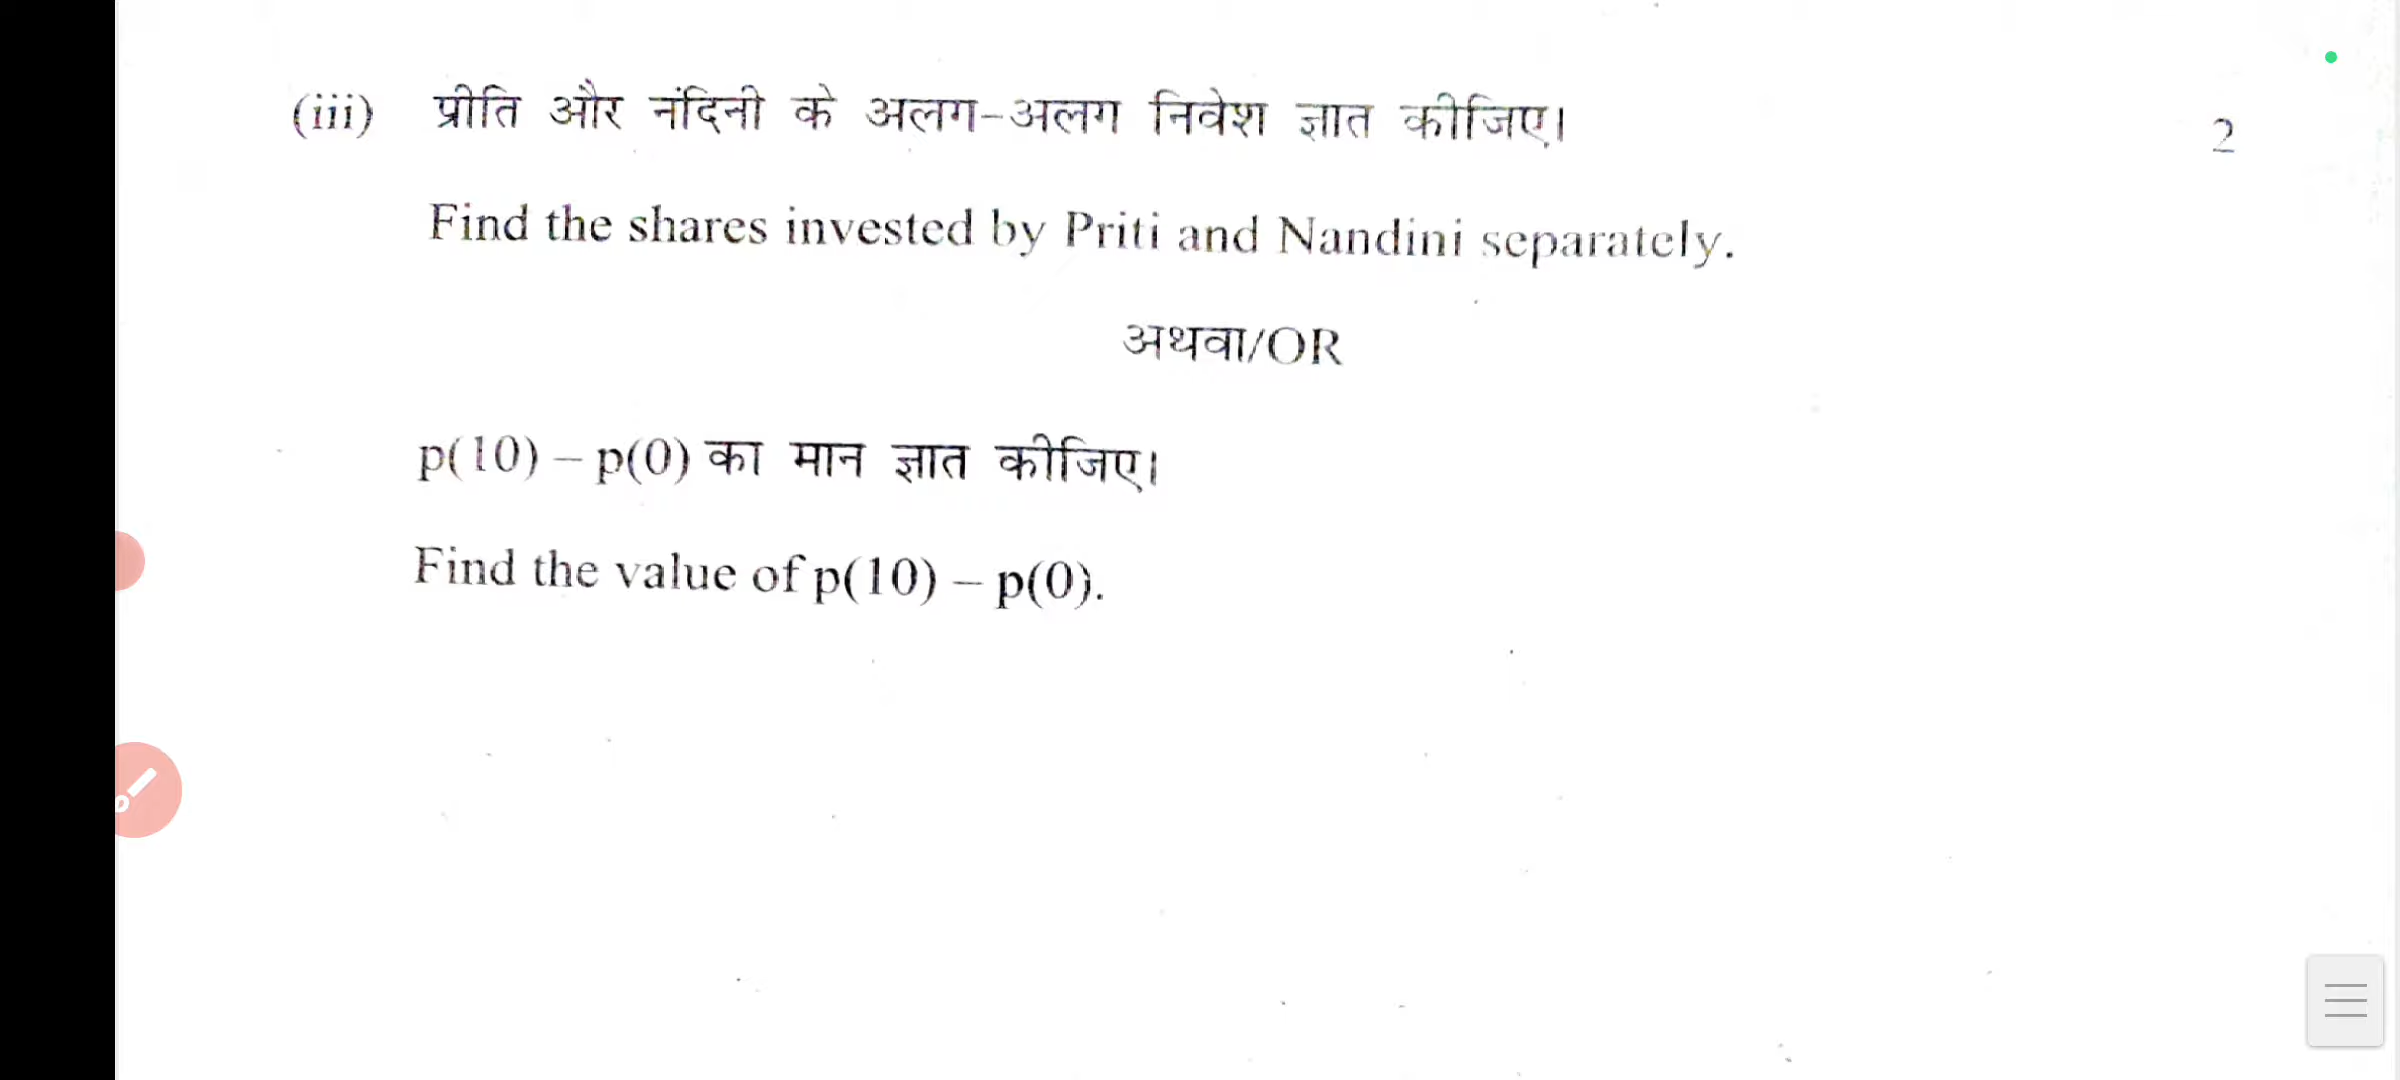 (iii) प्रीति और नंदिनी के अलग-अलग निवेश ज्ञात कीजिए। 2
Find the shares invested by Priti and Nandini separately.
अथवा/OR
p(10) – p(0) का मान ज्ञात कीजिए।
Find the value of p(10) – p(0).